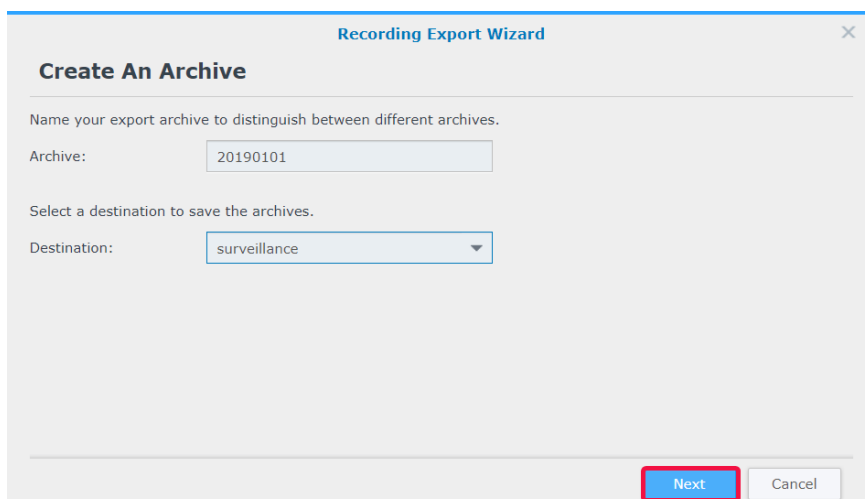 Recording Export Wizard
Create An Archive
Name your export archive to distinguish between different archives.
Archive:
20190101
Select a destination to save the archives.
Destination:
surveillance
Next
Cancel